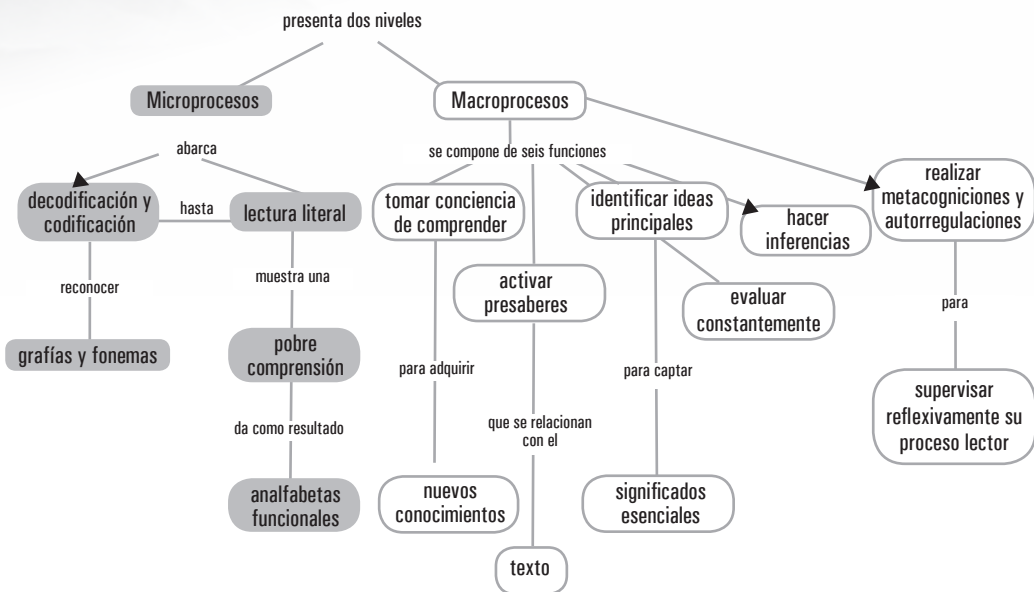 presenta dos niveles
Microprocesos
Macroprocesos
abarca
se compone de seis funciones
decodificación y
codificación
hasta
lectura literal
tomar conciencia
de comprender
identificar ideas
principales
hacer
inferencias
realizar
metacogniciones y
autorregulaciones
reconocer
muestra una
activar
presaberes
evaluar
constantemente
para
grafías y fonemas
pobre
comprensión
para adquirir
para captar
supervisar
reflexivamente su
proceso lector
da como resultado
que se relacionan
con el
analfabetas
funcionales
nuevos
conocimientos
significados
esenciales
texto